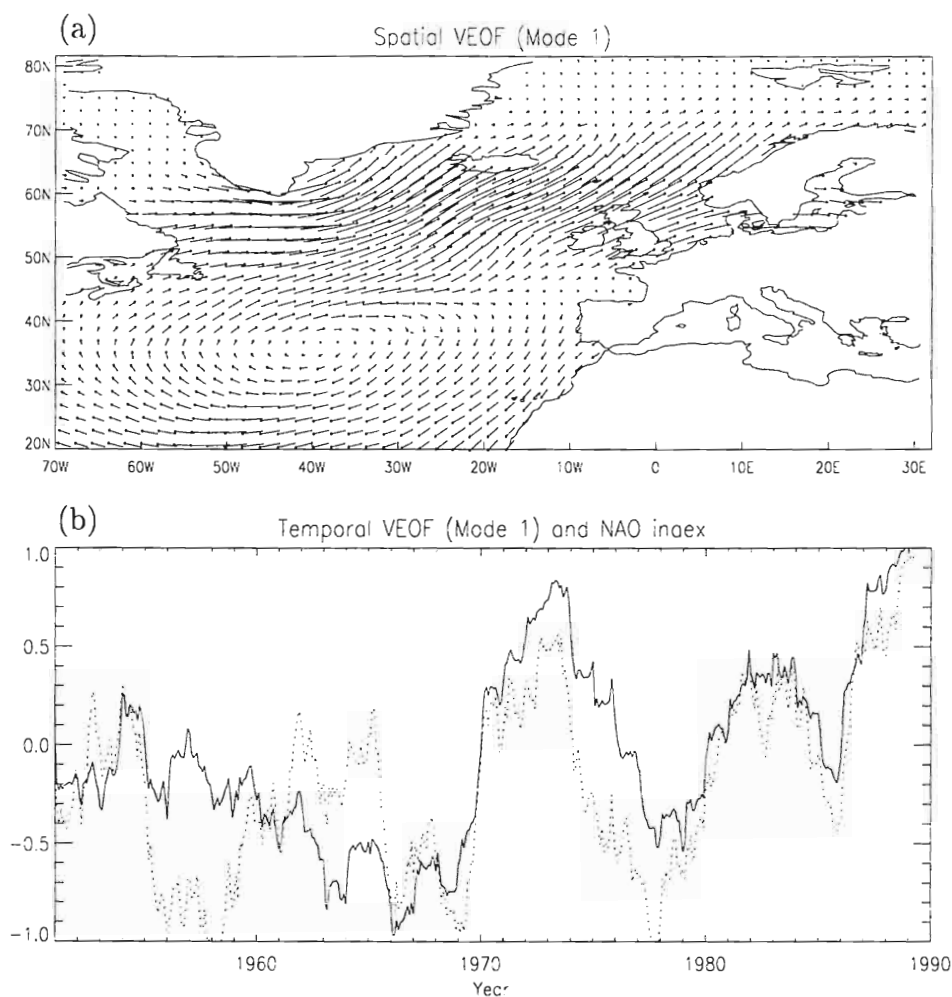 (a)
Spatial VEOF (Mode 1)
80N
70N
60N
50N
40N
30N
20N
70W 60W 50W 40W 30W 20W 10W 0 10E 20E 30E
(b)
Temporal VEOF (Mode 1) and NAO index
1.0
0.5
0.0
-0.5
-1.0
1960 1970 1980 1990
Year